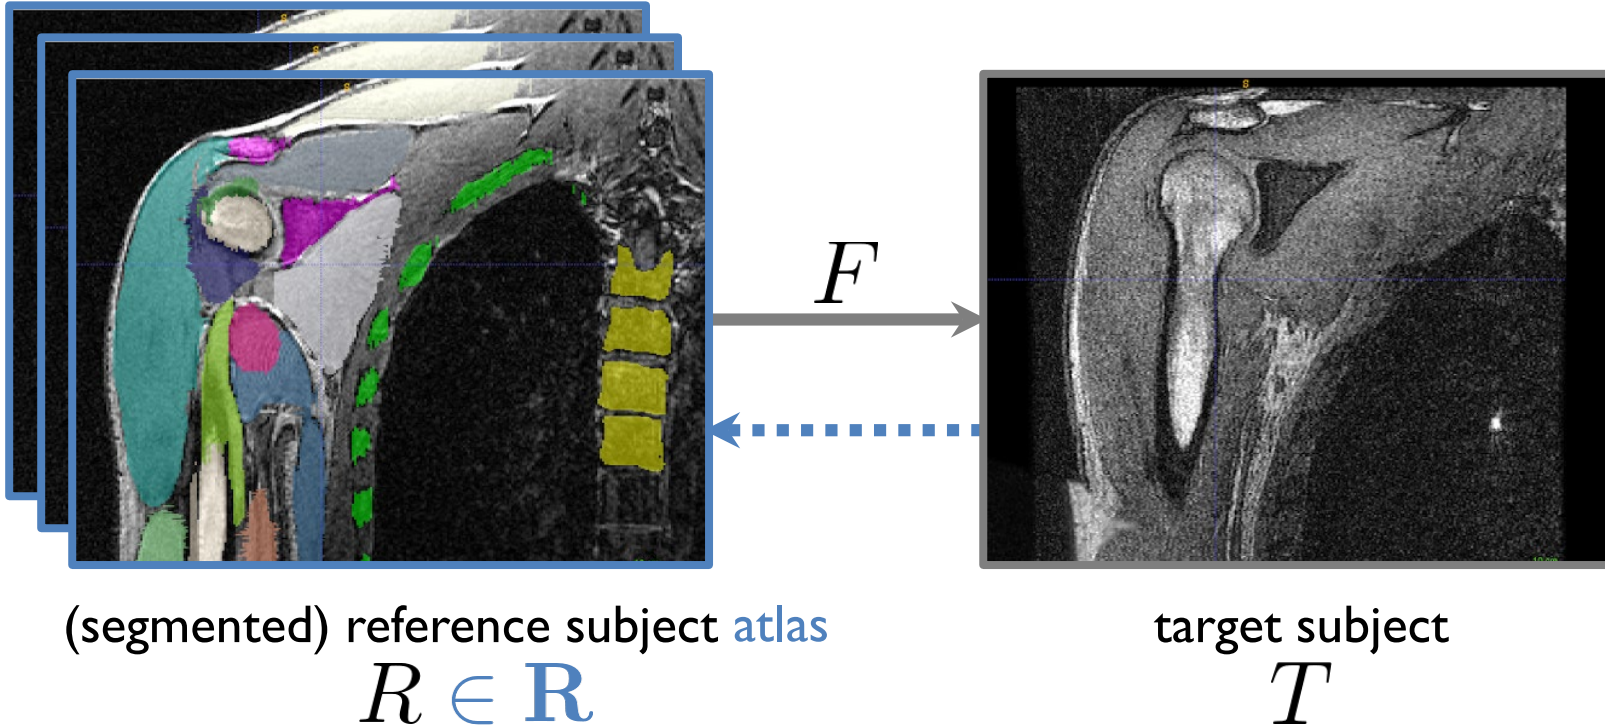 S
S
S
S
F
(segmented) reference subject atlas
R ∈ R
target subject
T